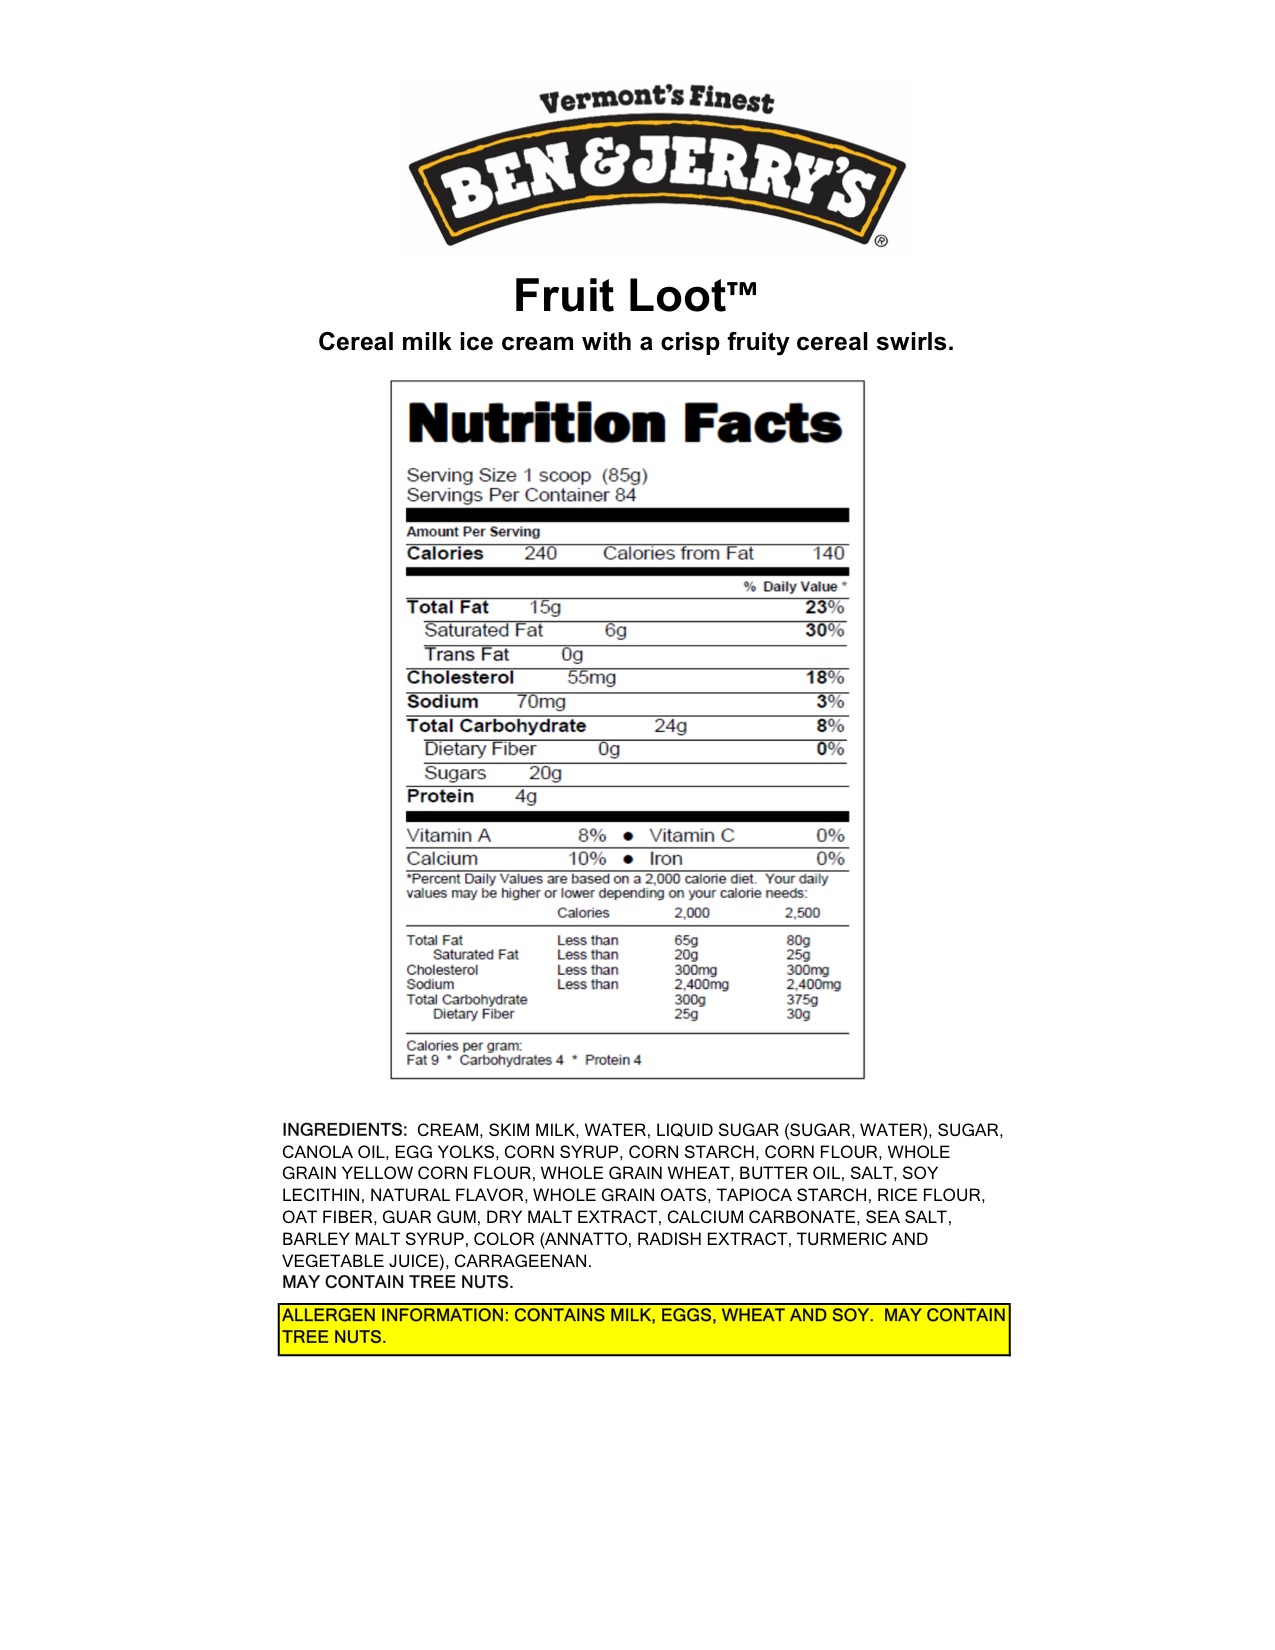 Vermont's Finest
BEN & JERRY'S
®
Fruit Loot™
Cereal milk ice cream with a crisp fruity cereal swirls.
Nutrition Facts
Serving Size 1 scoop (85g)
Servings Per Container 84
Amount Per Serving
Calories 240 Calories from Fat 140
% Daily Value *
Total Fat 15g 23%
Saturated Fat 6g 30%
Trans Fat 0g
Cholesterol 55mg 18%
Sodium 70mg 3%
Total Carbohydrate 24g 8%
Dietary Fiber 0g 0%
Sugars 20g
Protein 4g
Vitamin A 8% ● Vitamin C 0%
Calcium 10% ● Iron 0%
*Percent Daily Values are based on a 2,000 calorie diet. Your daily
values may be higher or lower depending on your calorie needs:
Calories 2,000 2,500
Total Fat Less than 65g 80g
Saturated Fat Less than 20g 25g
Cholesterol Less than 300mg 300mg
Sodium Less than 2,400mg 2,400mg
Total Carbohydrate 300g 375g
Dietary Fiber 25g 30g
Calories per gram:
Fat 9 * Carbohydrates 4 * Protein 4
INGREDIENTS: CREAM, SKIM MILK, WATER, LIQUID SUGAR (SUGAR, WATER), SUGAR,
CANOLA OIL, EGG YOLKS, CORN SYRUP, CORN STARCH, CORN FLOUR, WHOLE
GRAIN YELLOW CORN FLOUR, WHOLE GRAIN WHEAT, BUTTER OIL, SALT, SOY
LECITHIN, NATURAL FLAVOR, WHOLE GRAIN OATS, TAPIOCA STARCH, RICE FLOUR,
OAT FIBER, GUAR GUM, DRY MALT EXTRACT, CALCIUM CARBONATE, SEA SALT,
BARLEY MALT SYRUP, COLOR (ANNATTO, RADISH EXTRACT, TURMERIC AND
VEGETABLE JUICE), CARRAGEENAN.
MAY CONTAIN TREE NUTS.
ALLERGEN INFORMATION: CONTAINS MILK, EGGS, WHEAT AND SOY. MAY CONTAIN
TREE NUTS.